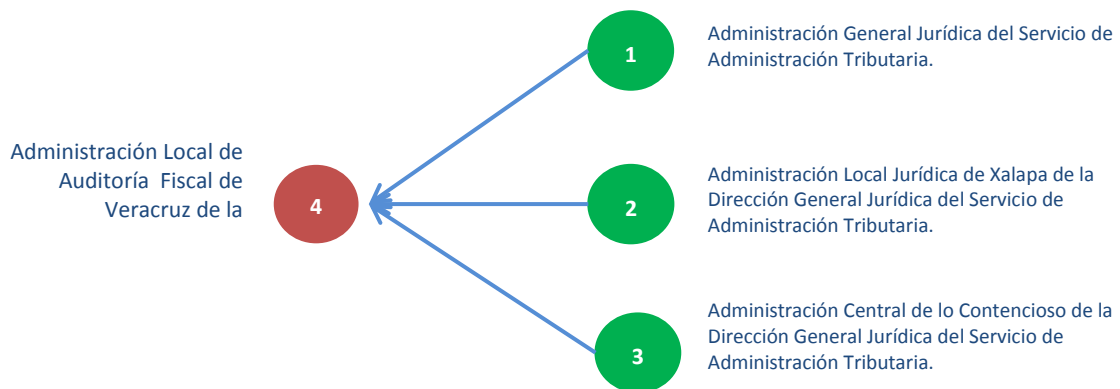 1
Administración General Jurídica del Servicio de
Administración Tributaria.
Administración Local de
Auditoría Fiscal de
Veracruz de la
4
2
Administración Local Jurídica de Xalapa de la
Dirección General Jurídica del Servicio de
Administración Tributaria.
3
Administración Central de lo Contencioso de la
Dirección General Jurídica del Servicio de
Administración Tributaria.